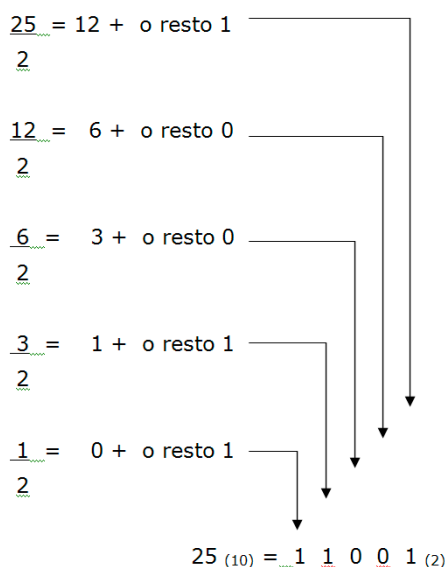 25 = 12 + o resto 1
2
12 = 6 + o resto 0
2
6 = 3 + o resto 0
2
3 = 1 + o resto 1
2
1 = 0 + o resto 1
2
25 (10) = 1 1 0 0 1 (2)